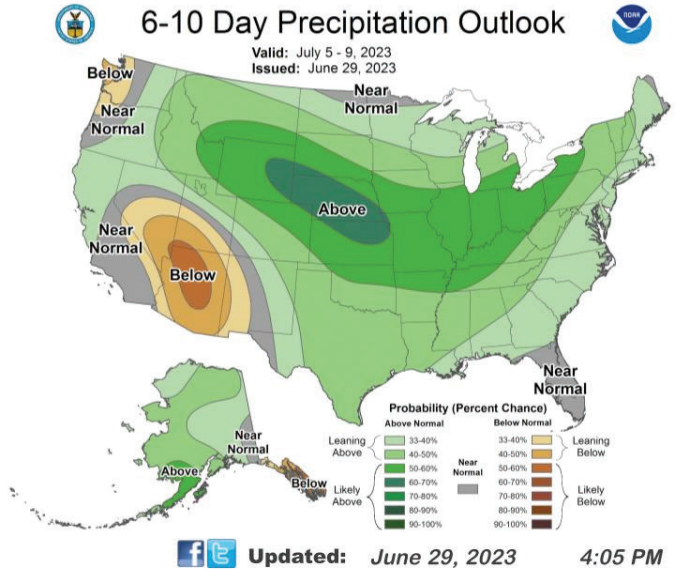 6-10 Day Precipitation Outlook
NOAA
Valid: July 5 - 9, 2023
Issued: June 29, 2023
Below
Near
Normal
Near
Normal
Above
Near
Normal
Below
Near
Normal
Near
Normal
Above
Below
Probability (Percent Chance)
Above Normal
Below Normal
Leaning
Above
33-40%
40-50%
Likely
Above
50-60%
60-70%
70-80%
80-90%
90-100%
Near
Normal
33-40%
40-50%
Leaning
Below
50-60%
60-70%
70-80%
80-90%
90-100%
Likely
Below
f t Updated: June 29, 2023 4:05 PM